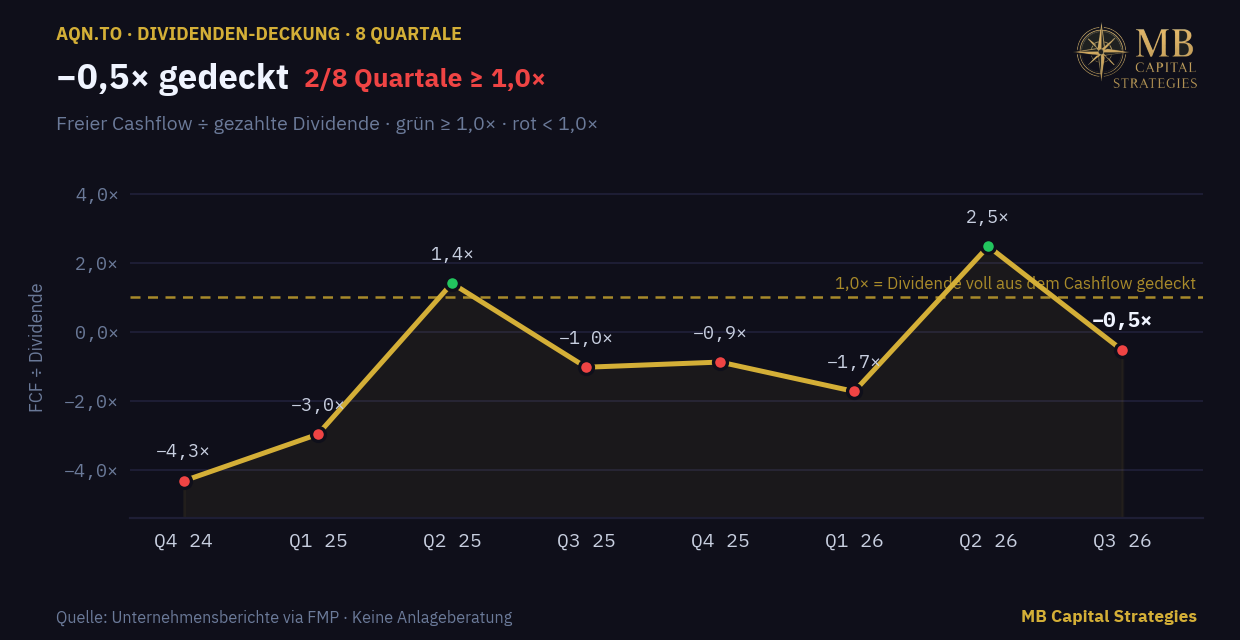 AQN.TO · DIVIDENDEN-DECKUNG · 8 QUARTALE
−0,5× gedeckt 2/8 Quartale ≥ 1,0×
Freier Cashflow ÷ gezahlte Dividende · grün ≥ 1,0× · rot < 1,0×
MB
CAPITAL
STRATEGIES
FCF ÷ Dividende
4,0×
2,0×
0,0×
−2,0×
−4,0×
−4,3×
−3,0×
1,4×
−1,0×
−0,9×
−1,7×
2,5×
−0,5×
1,0× = Dividende voll aus dem Cashflow gedeckt
Q4 24 Q1 25 Q2 25 Q3 25 Q4 25 Q1 26 Q2 26 Q3 26
Quelle: Unternehmensberichte via FMP · Keine Anlageberatung
MB Capital Strategies